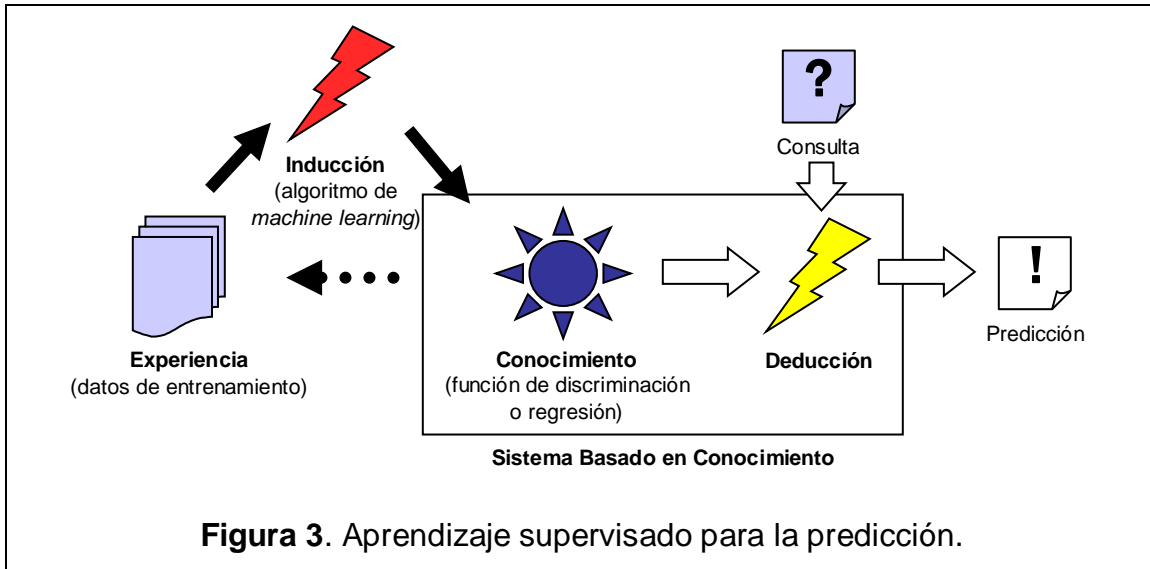 ?
Consulta
Inducción
(algoritmo de
machine learning)
!
Predicción
Experiencia
(datos de entrenamiento)
Conocimiento
(función de discriminación
o regresión)
Deducción
Sistema Basado en Conocimiento
Figura 3. Aprendizaje supervisado para la predicción.